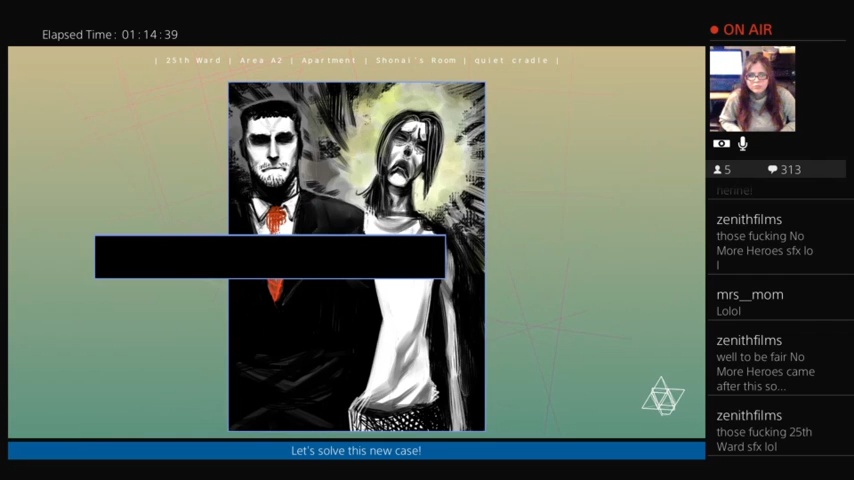 Elapsed Time: 01:14:39
ON AIR
| 25th Ward | Area A2 | Apartment | Shonai's Room | quiet cradle |
5 313
henne!
zenithfilms
those fucking No
More Heroes sfx lo
l
mrs__mom
Lolol
zenithfilms
well to be fair No
More Heroes came
after this so...
zenithfilms
those fucking 25th
Ward sfx lol
Let's solve this new case!